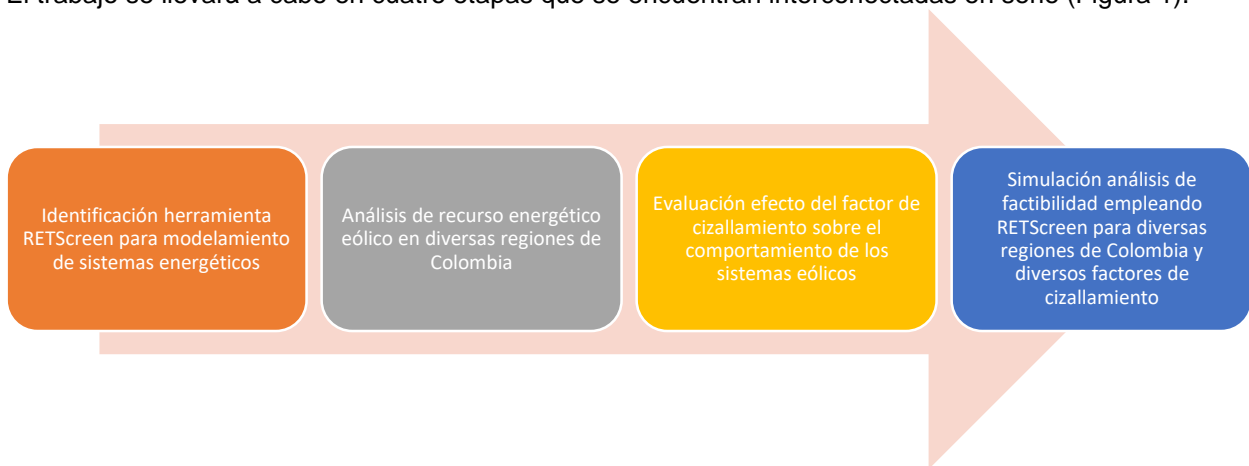 El trabajo se llevará a cabo en cuatro etapas que se encuentran interconectadas en serie (Figura 1).
Identificación herramienta
RETScreen para modelamiento
de sistemas energéticos
Análisis de recurso energético
eólico en diversas regiones de
Colombia
Evaluación efecto del factor de
cizallamiento sobre el
comportamiento de los
sistemas eólicos
Simulación análisis de
factibilidad empleando
RETScreen para diversas
regiones de Colombia y
diversos factores de
cizallamiento